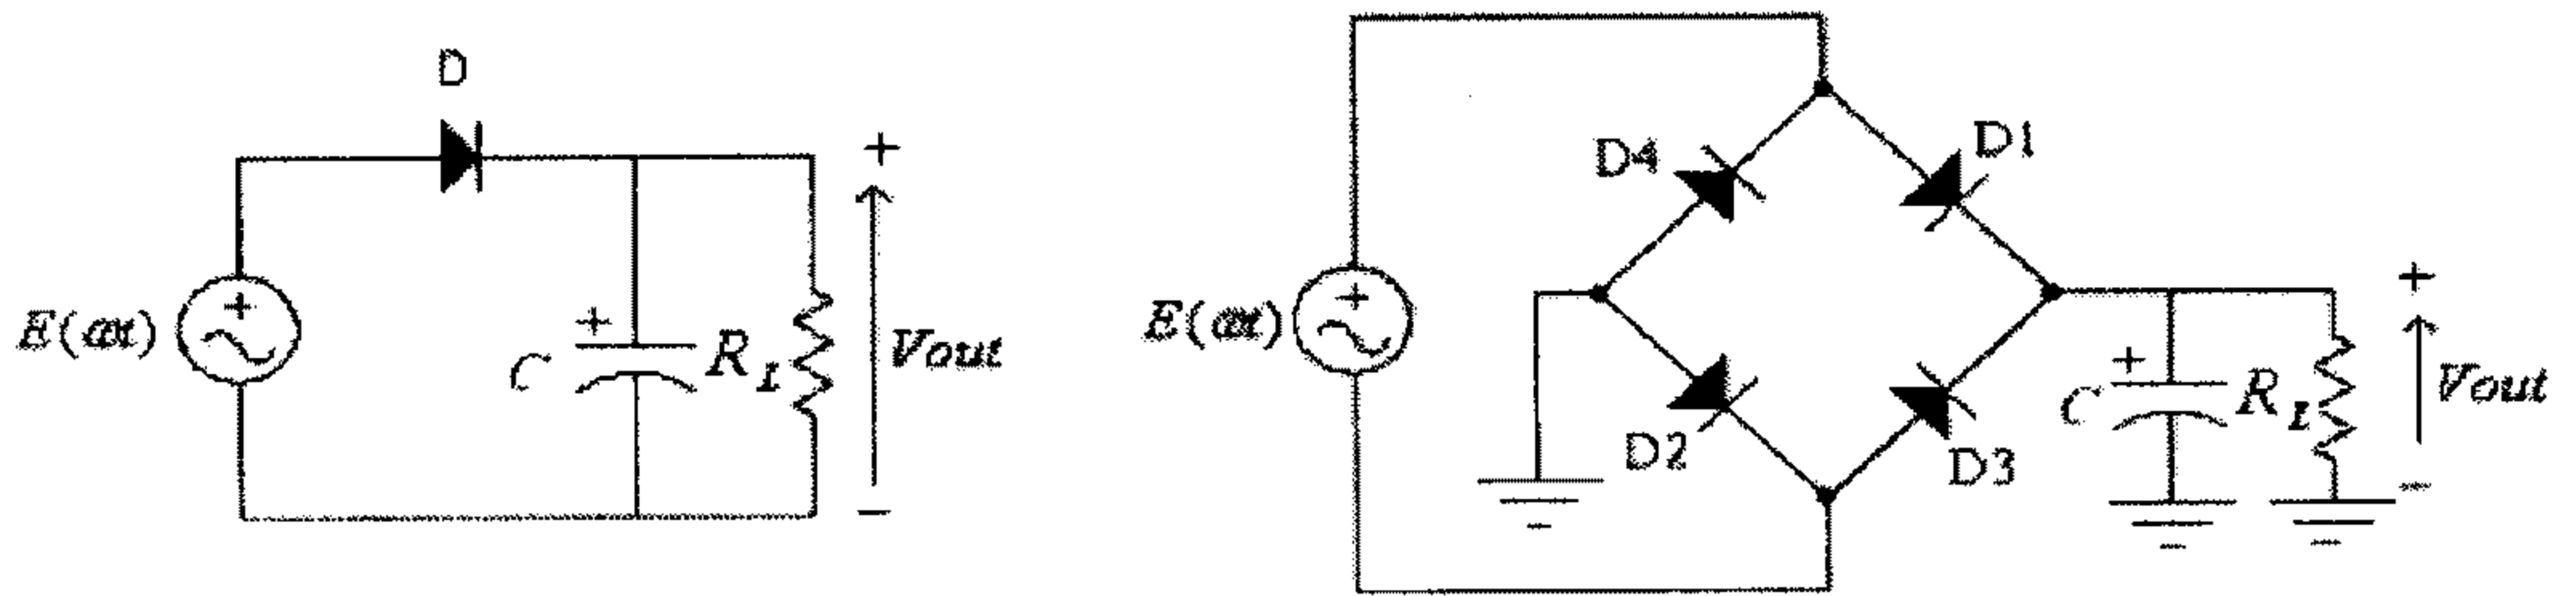 D
E(ωt)
+
+
C
R_L
+
Vout
−
E(ωt)
+
D4
D1
D2
D3
+
C
R_L
+
Vout
−